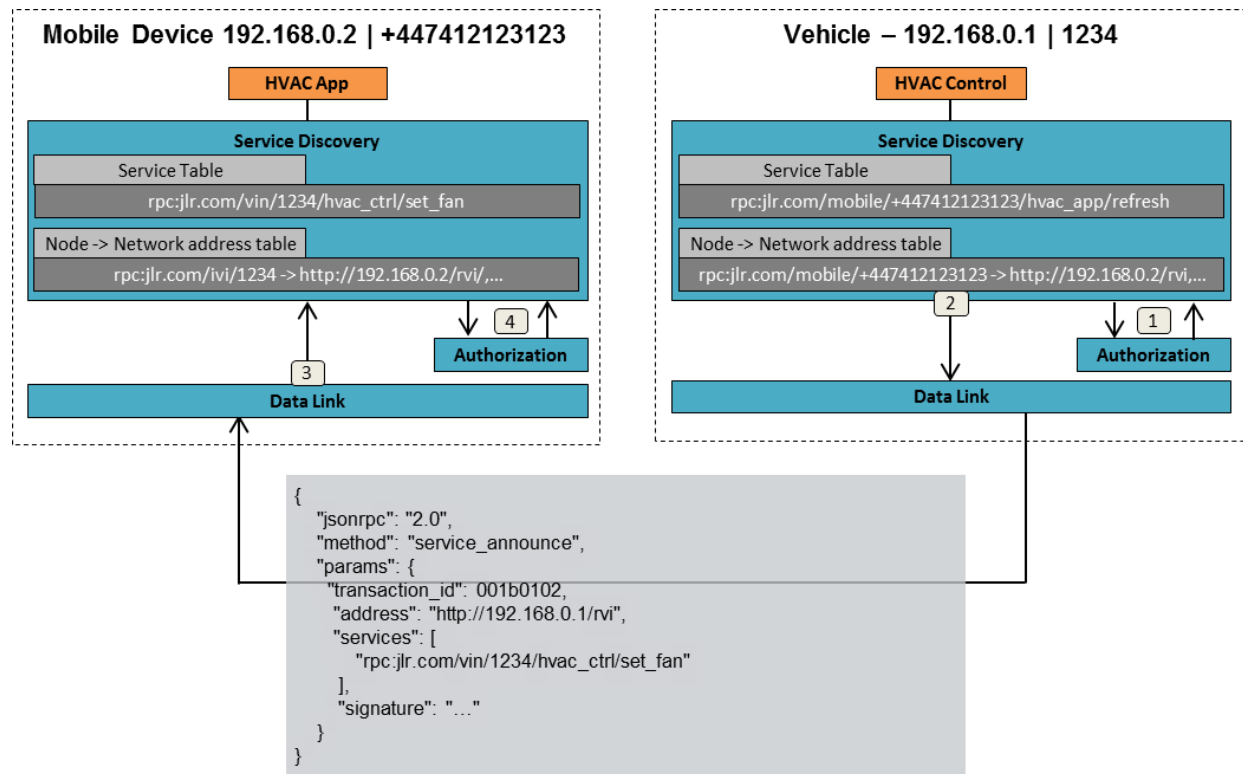 Mobile Device 192.168.0.2 | +447412123123
HVAC App
Service Discovery
Service Table
rpc:jlr.com/vin/1234/hvac_ctrl/set_fan
Node -> Network address table
rpc:jlr.com/ivi/1234 -> http://192.168.0.2/rvi/,...
4
Authorization
3
Data Link
Vehicle – 192.168.0.1 | 1234
HVAC Control
Service Discovery
Service Table
rpc:jlr.com/mobile/+447412123123/hvac_app/refresh
Node -> Network address table
rpc:jlr.com/mobile/+447412123123 -> http://192.168.0.2/rvi,...
2
1
Authorization
Data Link
{
"jsonrpc": "2.0",
"method": "service_announce",
"params": {
"transaction_id": 001b0102,
"address": "http://192.168.0.1/rvi",
"services": [
"rpc:jlr.com/vin/1234/hvac_ctrl/set_fan"
],
"signature": "…"
}
}